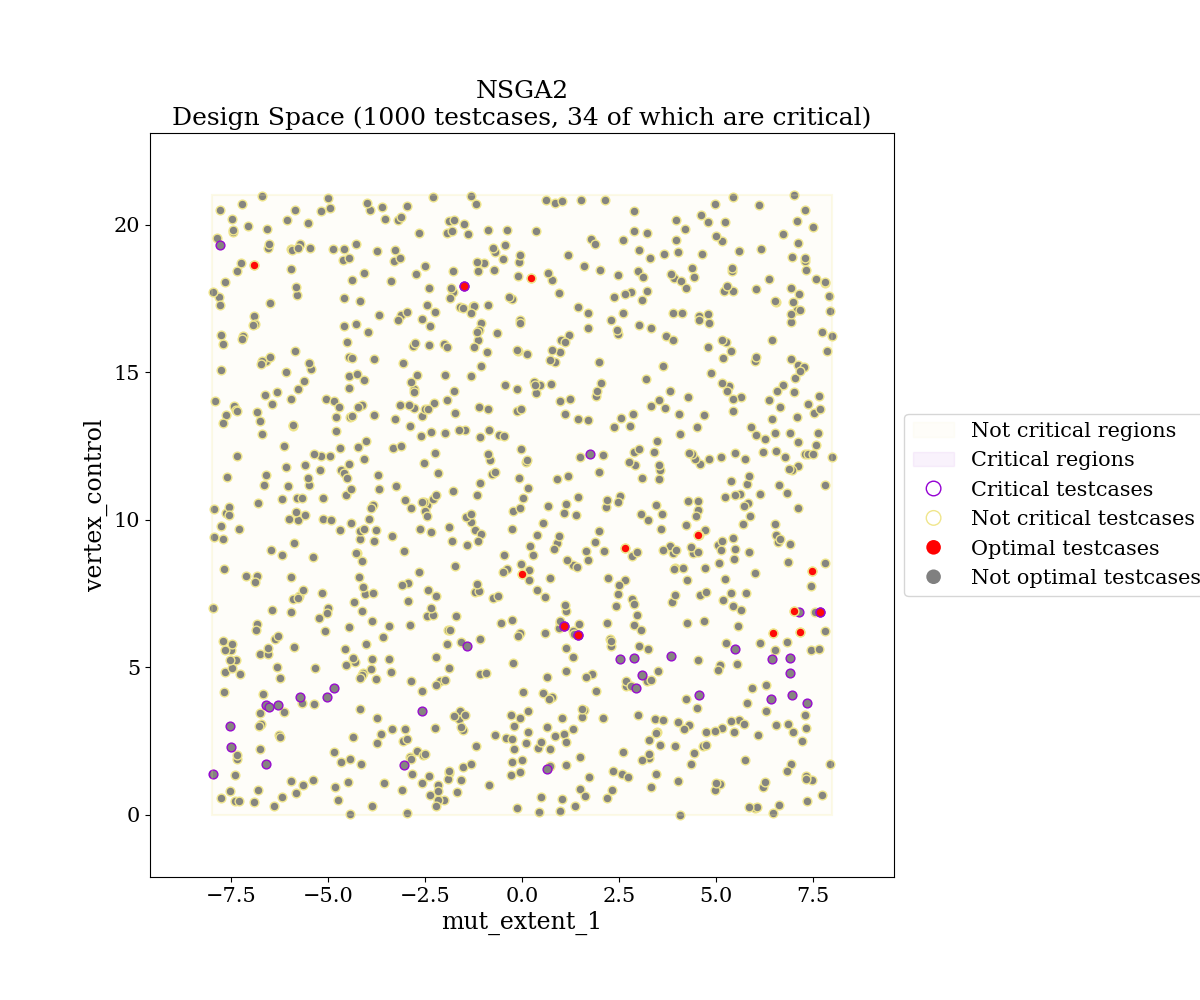 NSGA2
Design Space (1000 testcases, 34 of which are critical)
20
15
10
5
0
vertex_control
−7.5
−5.0
−2.5
0.0
2.5
5.0
7.5
mut_extent_1
Not critical regions
Critical regions
Critical testcases
Not critical testcases
Optimal testcases
Not optimal testcases